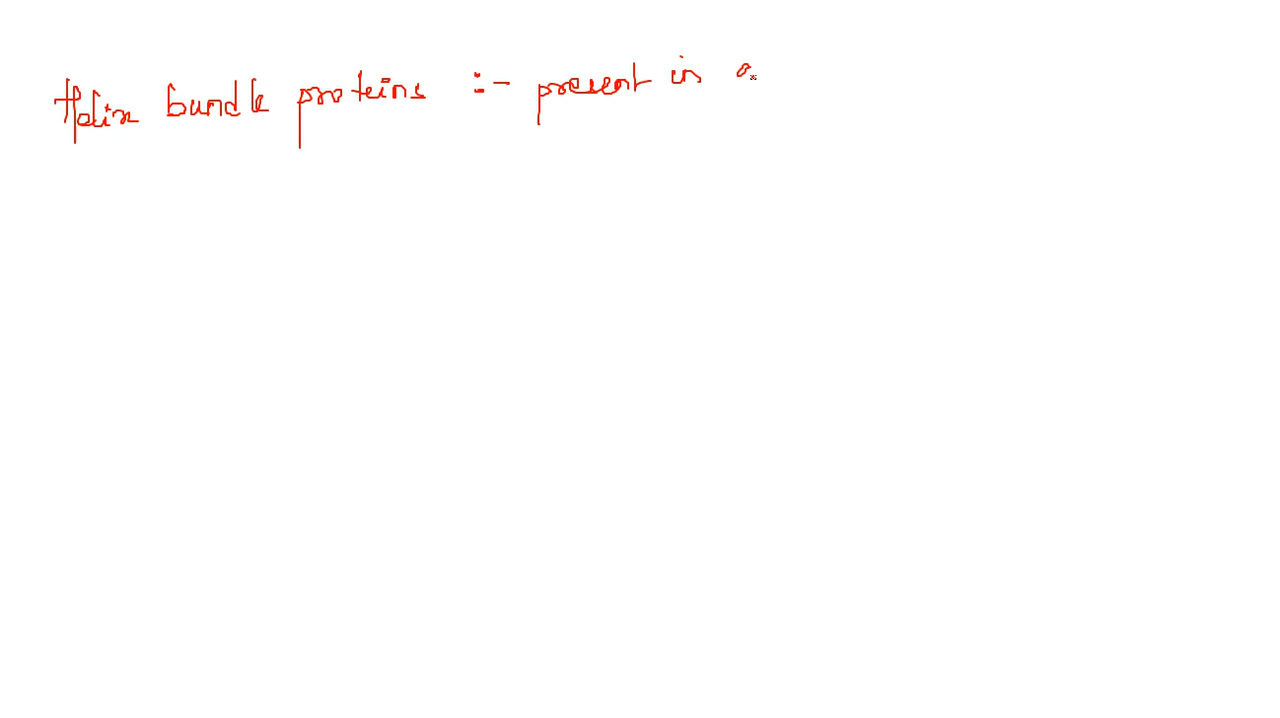 Helix bundle proteins :- present in